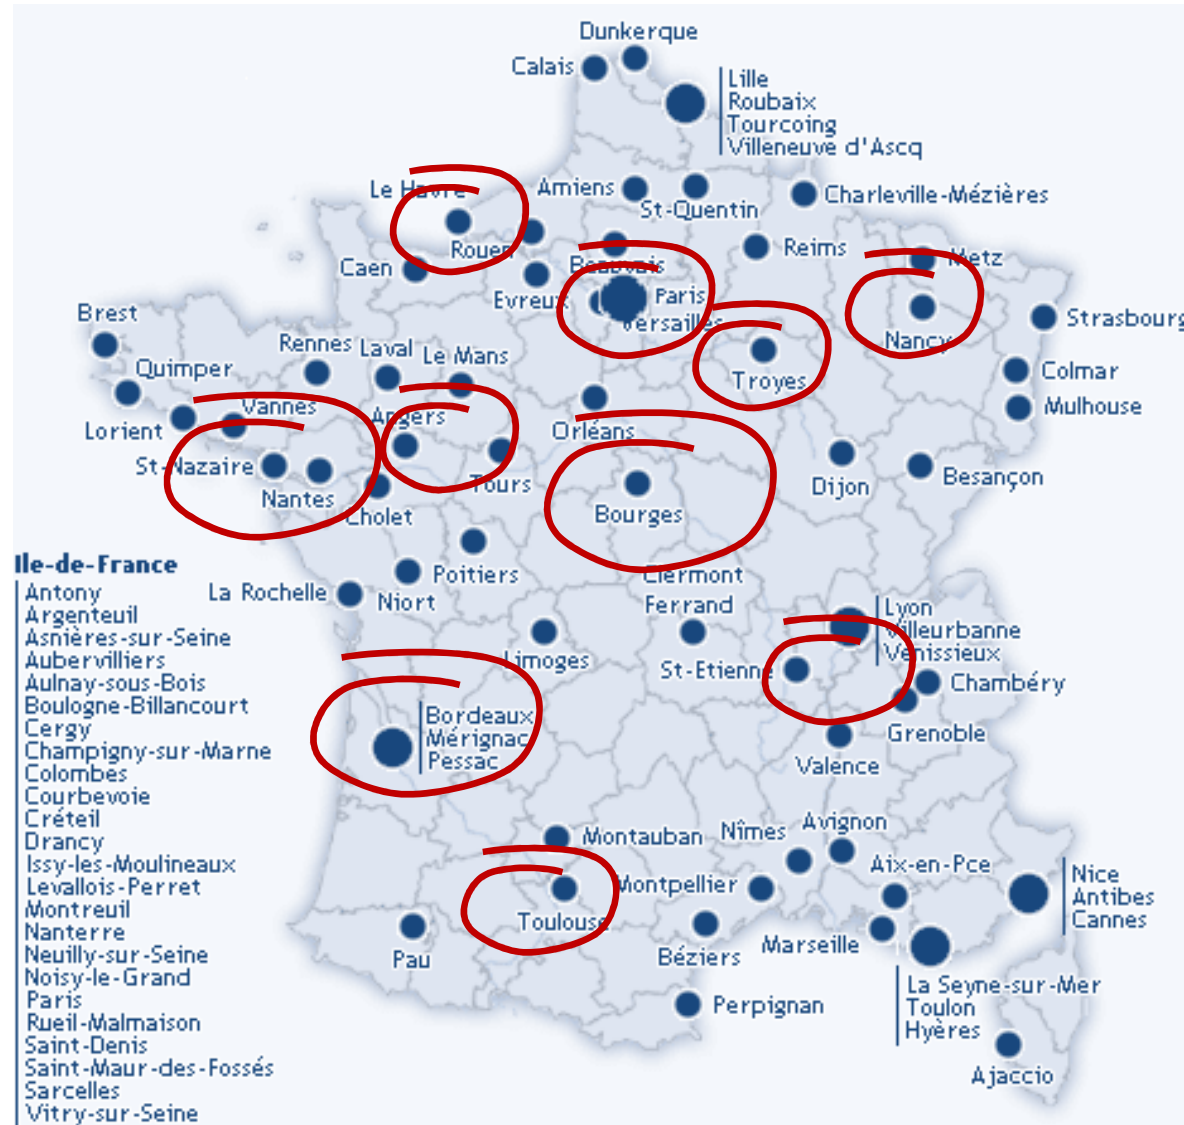 Dunkerque
Calais
Lille
Roubaix
Tourcoing
Villeneuve d'Ascq
Le Havre
Amiens
St-Quentin
Charleville-Mézières
Rouen
Reims
Metz
Caen
Beauvais
Evreux
Paris
Versailles
Nancy
Strasbourg
Brest
Rennes
Laval
Le Mans
Troyes
Quimper
Colmar
Vannes
Angers
Mulhouse
Lorient
Orléans
St-Nazaire
Tours
Dijon
Besançon
Nantes
Cholet
Bourges
Poitiers
Clermont
Ferrand
La Rochelle
Niort
Lyon
Villeurbanne
Vénissieux
Limoges
St-Etienne
Chambéry
Bordeaux
Mérignac
Pessac
Grenoble
Valence
Montauban
Nîmes
Avignon
Aix-en-Pce
Montpellier
Nice
Antibes
Cannes
Toulouse
Marseille
Pau
Béziers
La Seyne-sur-Mer
Toulon
Hyères
Perpignan
Ajaccio
Ile-de-France
Antony
Argenteuil
Asnières-sur-Seine
Aubervilliers
Aulnay-sous-Bois
Boulogne-Billancourt
Cergy
Champigny-sur-Marne
Colombes
Courbevoie
Créteil
Drancy
Issy-les-Moulineaux
Levallois-Perret
Montreuil
Nanterre
Neuilly-sur-Seine
Noisy-le-Grand
Paris
Rueil-Malmaison
Saint-Denis
Saint-Maur-des-Fossés
Sarcelles
Vitry-sur-Seine